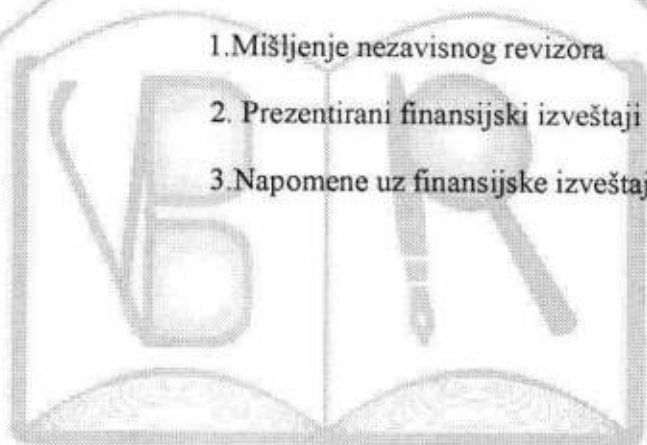 1.Mišljenje nezavisnog revizora
2. Prezentirani finansijski izveštaji
3.Napomene uz finansijske izveštaj